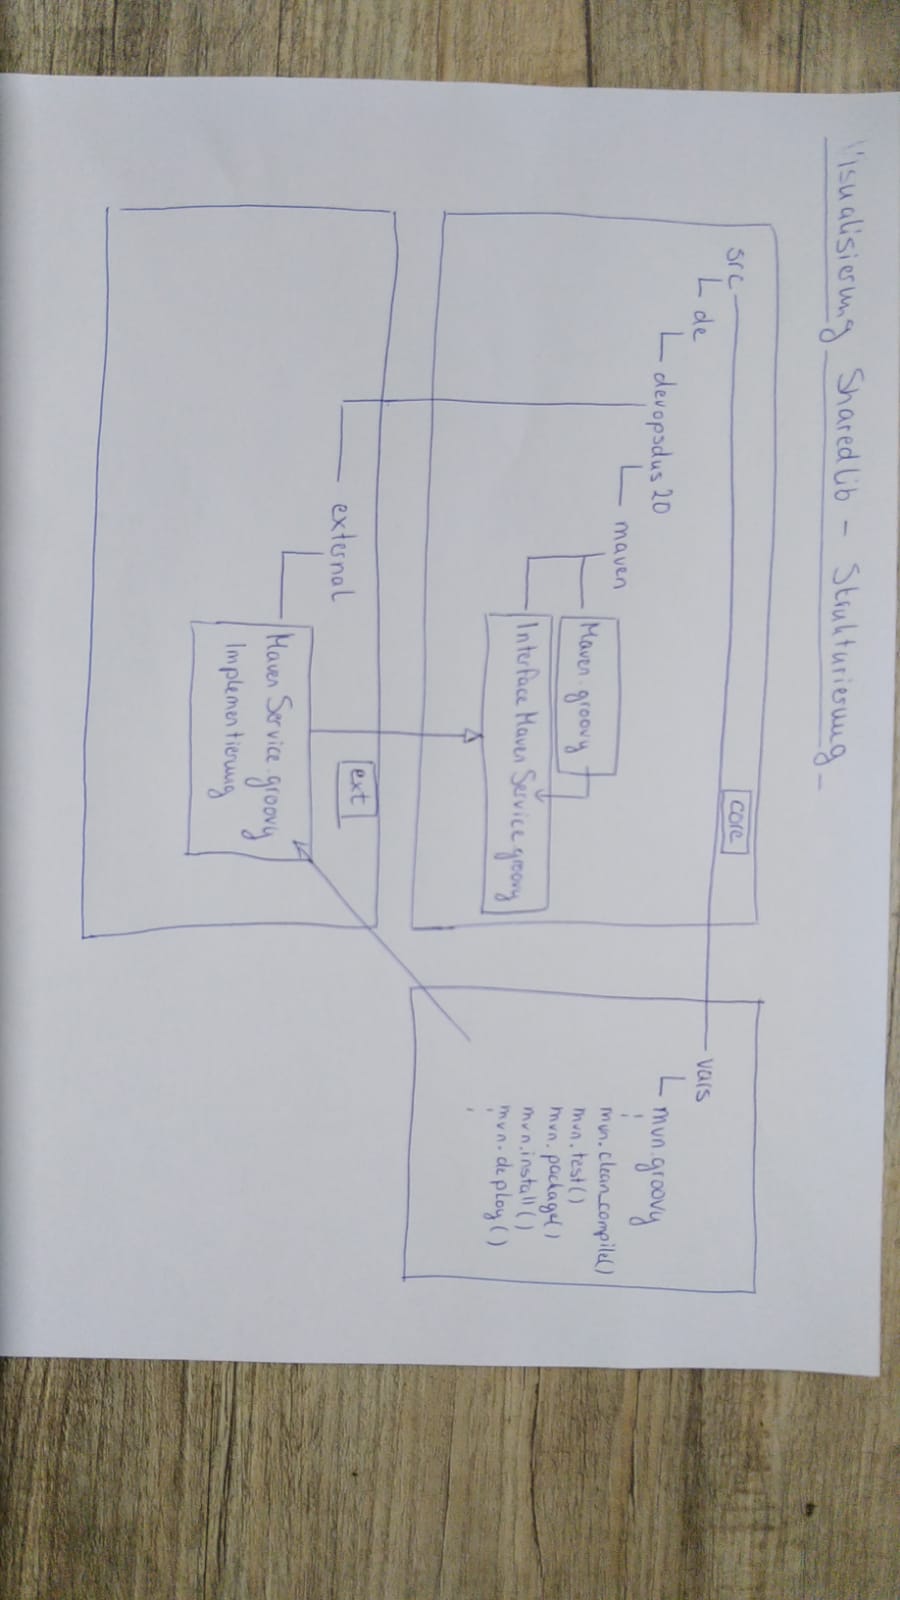 Visualisierung Sharedlib - Strukturierung
src
core
de
devopsdus20
maven
Maven.groovy
Interface Maven Service.groovy
vars
mvn.groovy
mvn.clean_compile()
mvn.test()
mvn.package()
mvn.install()
mvn.deploy()
ext
external
Maven Service.groovy
Implementierung